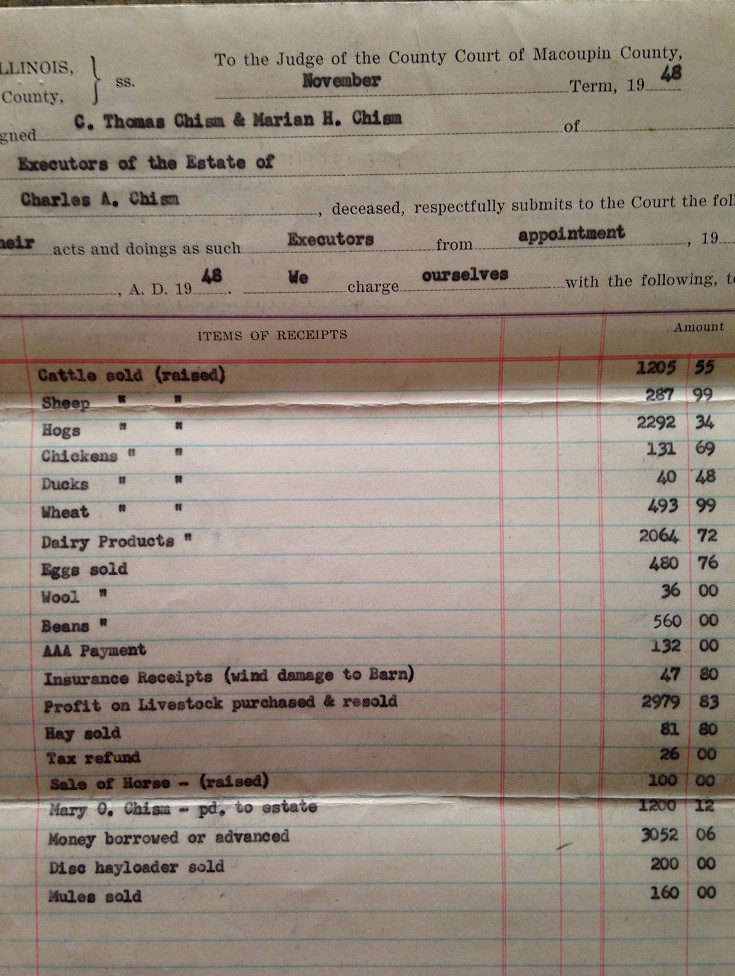 LLINOIS, To the Judge of the County Court of Macoupin County,
County, ss. November Term, 19 48
gned C. Thomas Chism & Marian H. Chism of
Executors of the Estate of
Charles A. Chism , deceased, respectfully submits to the Court the foll
heir acts and doings as such Executors from appointment , 19
, A. D. 19 48 . We charge ourselves with the following, to
ITEMS OF RECEIPTS Amount
Cattle sold (raised) 1205 55
Sheep " " 287 99
Hogs " " 2292 34
Chickens " " 131 69
Ducks " " 40 48
Wheat " " 493 99
Dairy Products " 2064 72
Eggs sold 480 76
Wool " 36 00
Beans " 560 00
AAA Payment 132 00
Insurance Receipts (wind damage to Barn) 47 80
Profit on Livestock purchased & resold 2979 83
Hay sold 81 80
Tax refund 26 00
Sale of Horse - (raised) 100 00
Mary O. Chism - pd. to estate 1200 12
Money borrowed or advanced 3052 06
Disc hayloader sold 200 00
Mules sold 160 00